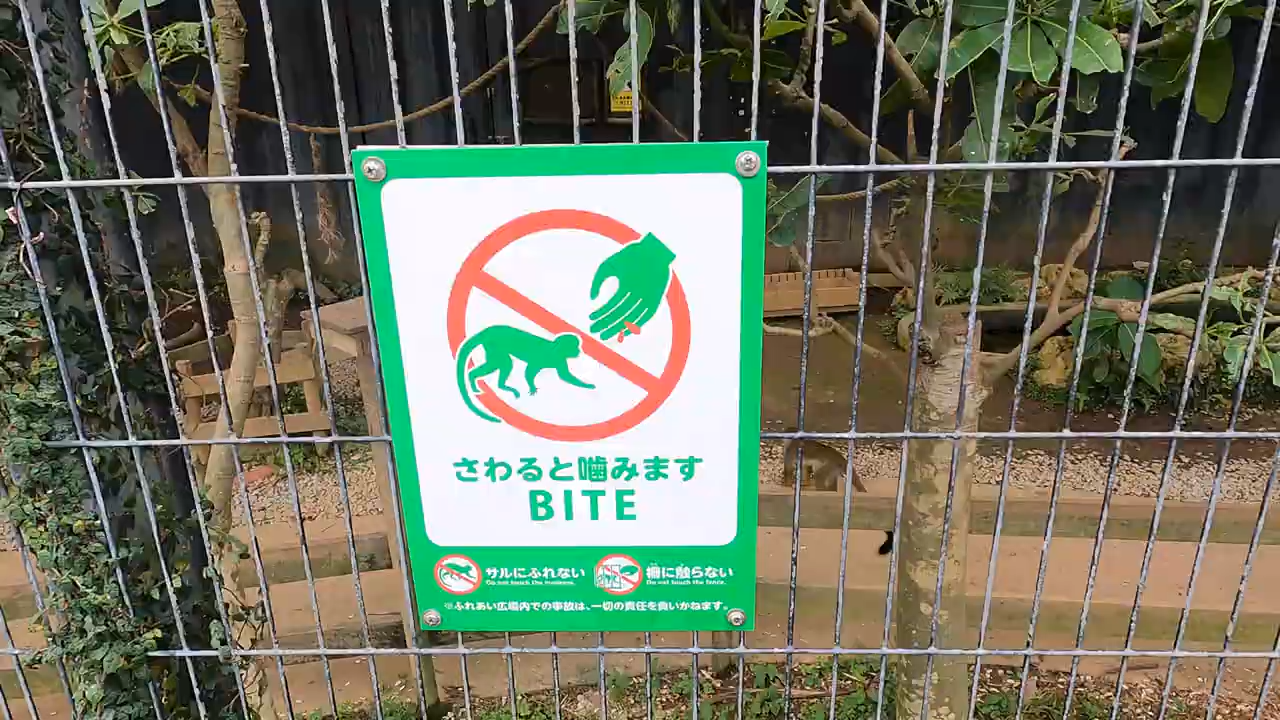 さわると噛みます
BITE
サルにふれない
Do not touch the monkeys.
柵に触らない
Do not touch the fence.
※ふれあい広場内での事故は、一切の責任を負いかねます。